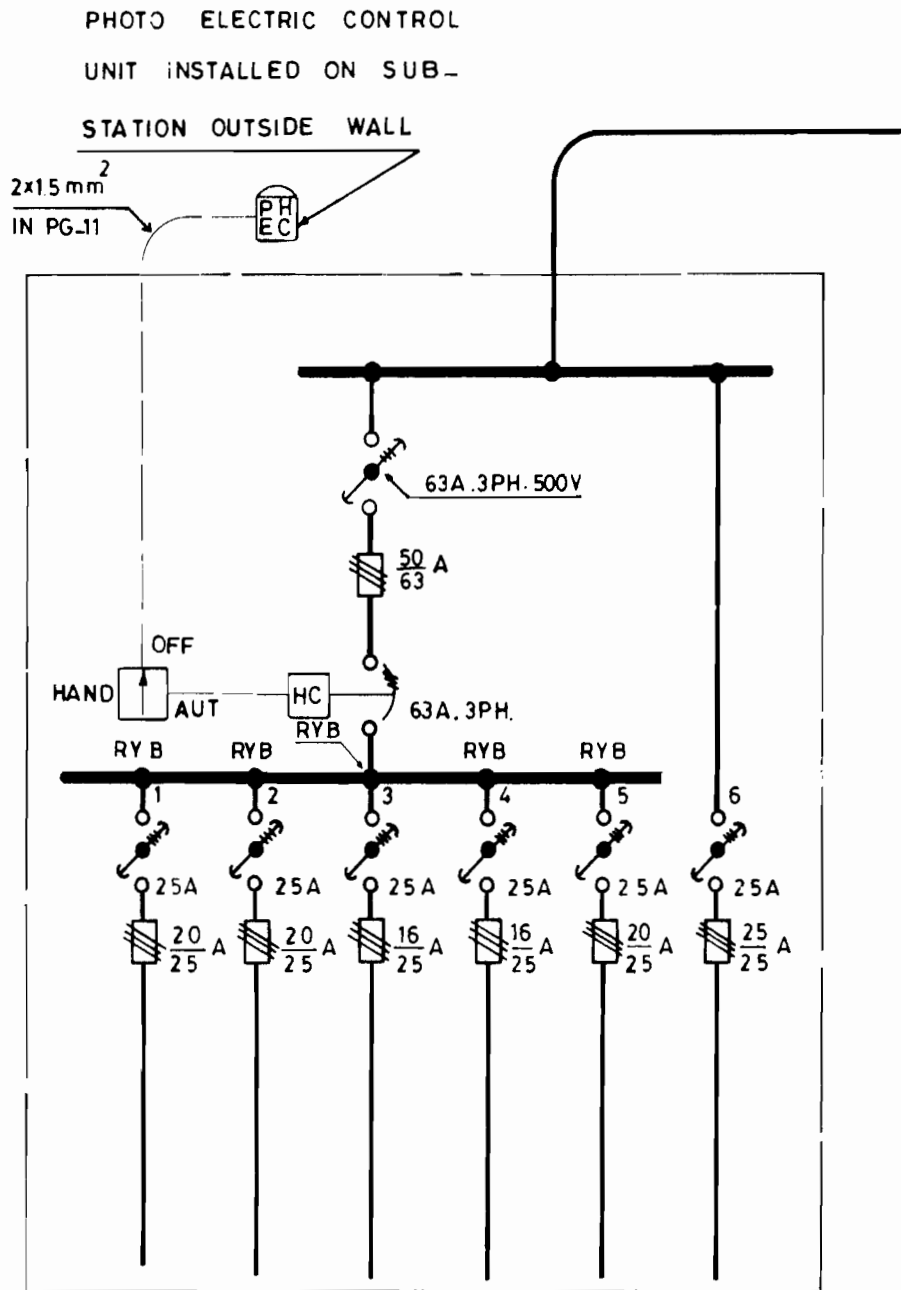 PHOTO ELECTRIC CONTROL
UNIT INSTALLED ON SUB-
STATION OUTSIDE WALL
2x1.5 mm²
IN PG-11
PH
EC
63A.3PH.500V
50/63 A
OFF
HAND
AUT
HC
63A.3PH.
RYB
RYB RYB RYB RYB
1 2 3 4 5 6
25A 25A 25A 25A 25A 25A
20/25 A 20/25 A 16/25 A 16/25 A 20/25 A 25/25 A